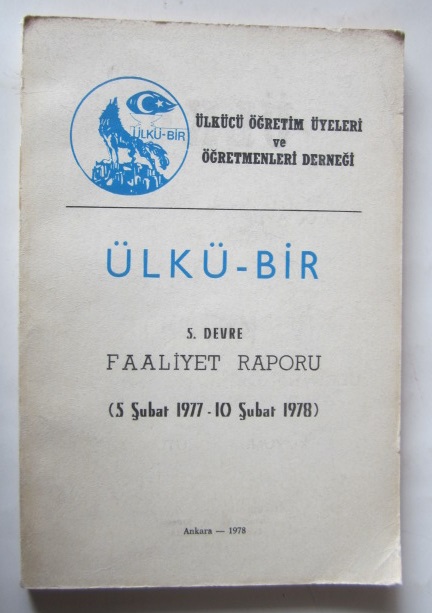 ÜLKÜ-BİR
ÜLKÜCÜ ÖĞRETİM ÜYELERİ
ve
ÖĞRETMENLERİ DERNEĞİ
ÜLKÜ-BİR
5. DEVRE
FAALİYET RAPORU
(5 Şubat 1977 - 10 Şubat 1978)
Ankara — 1978